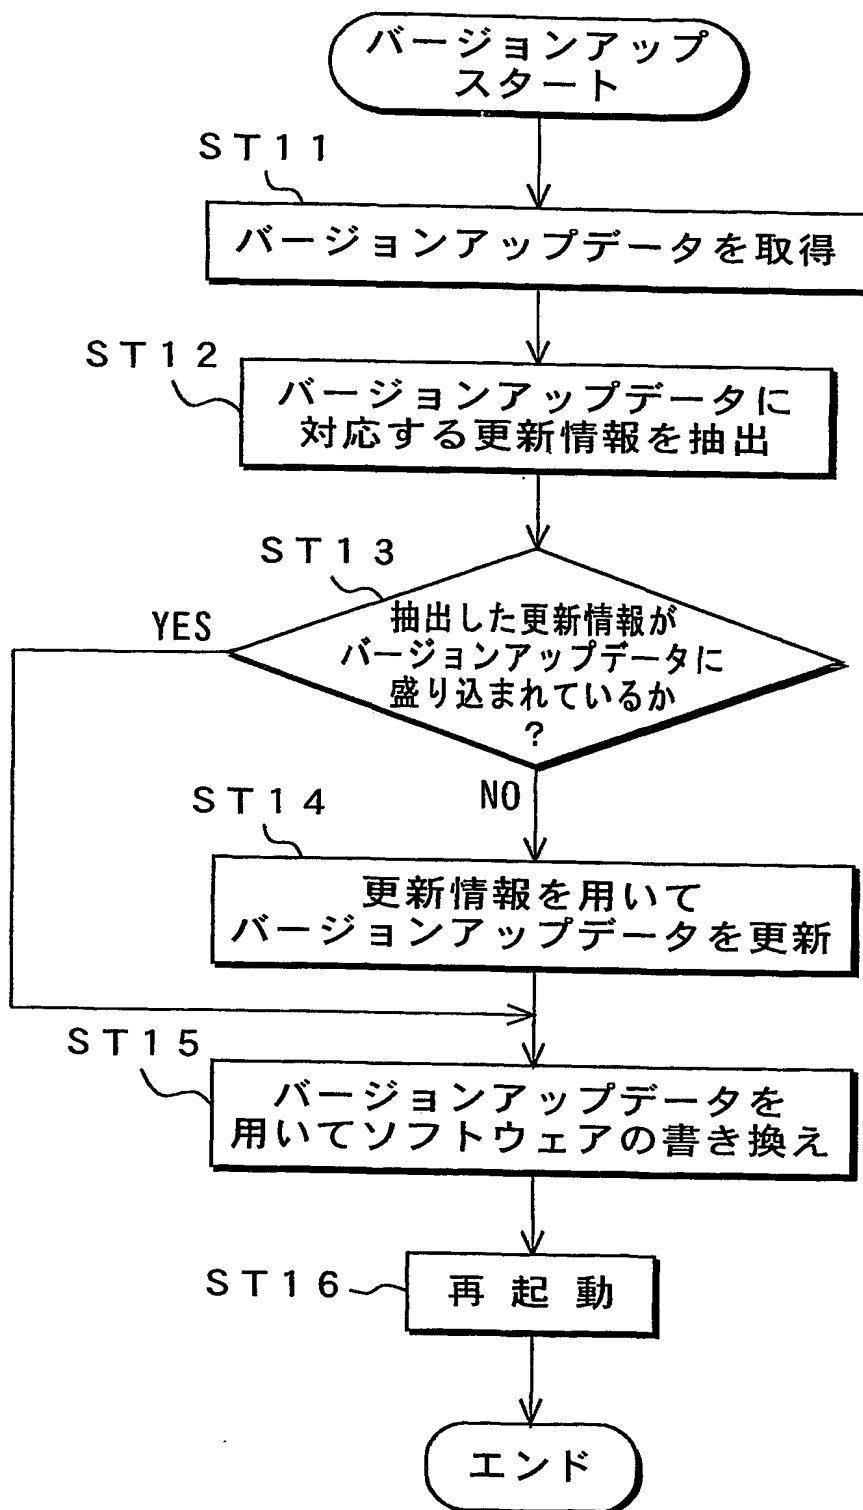 バージョンアップ
スタート
ST11
バージョンアップデータを取得
ST12
バージョンアップデータに
対応する更新情報を抽出
ST13
YES
抽出した更新情報が
バージョンアップデータに
盛り込まれているか
?
NO
ST14
更新情報を用いて
バージョンアップデータを更新
ST15
バージョンアップデータを
用いてソフトウェアの書き換え
ST16
再起動
エンド